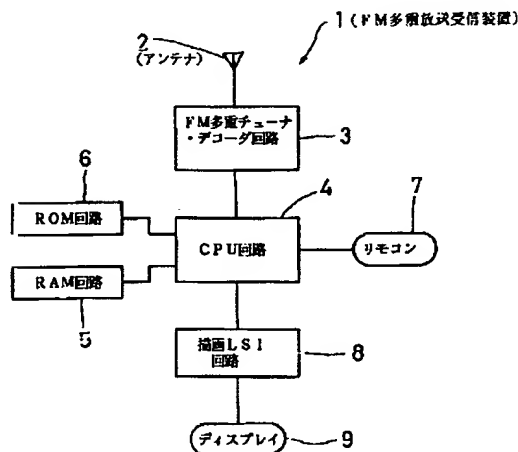 1 (FM多重放送受信装置)
2
(アンテナ)
FM多重チューナ
・デコーダ回路
3
6
4
7
ROM回路
CPU回路
リモコン
RAM回路
5
描画LSI
回路
8
ディスプレイ
9